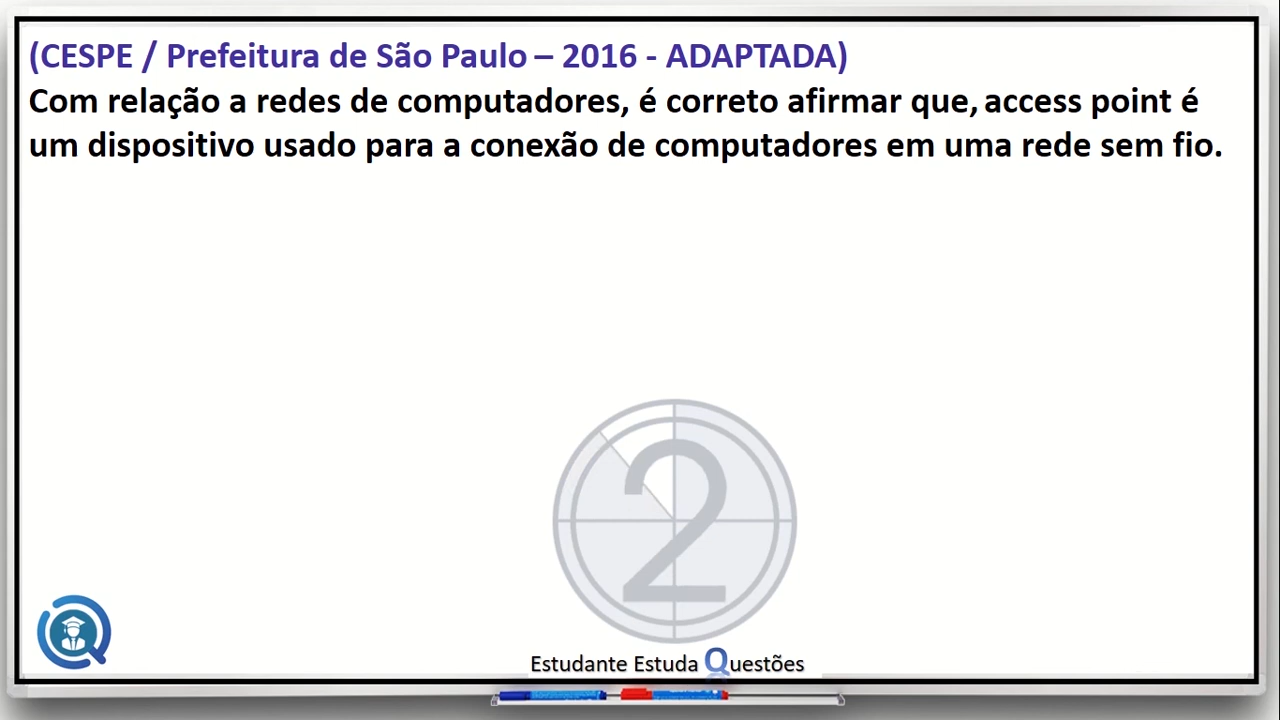 (CESPE / Prefeitura de São Paulo – 2016 - ADAPTADA)
Com relação a redes de computadores, é correto afirmar que, access point é
um dispositivo usado para a conexão de computadores em uma rede sem fio.
2
Estudante Estuda Questões